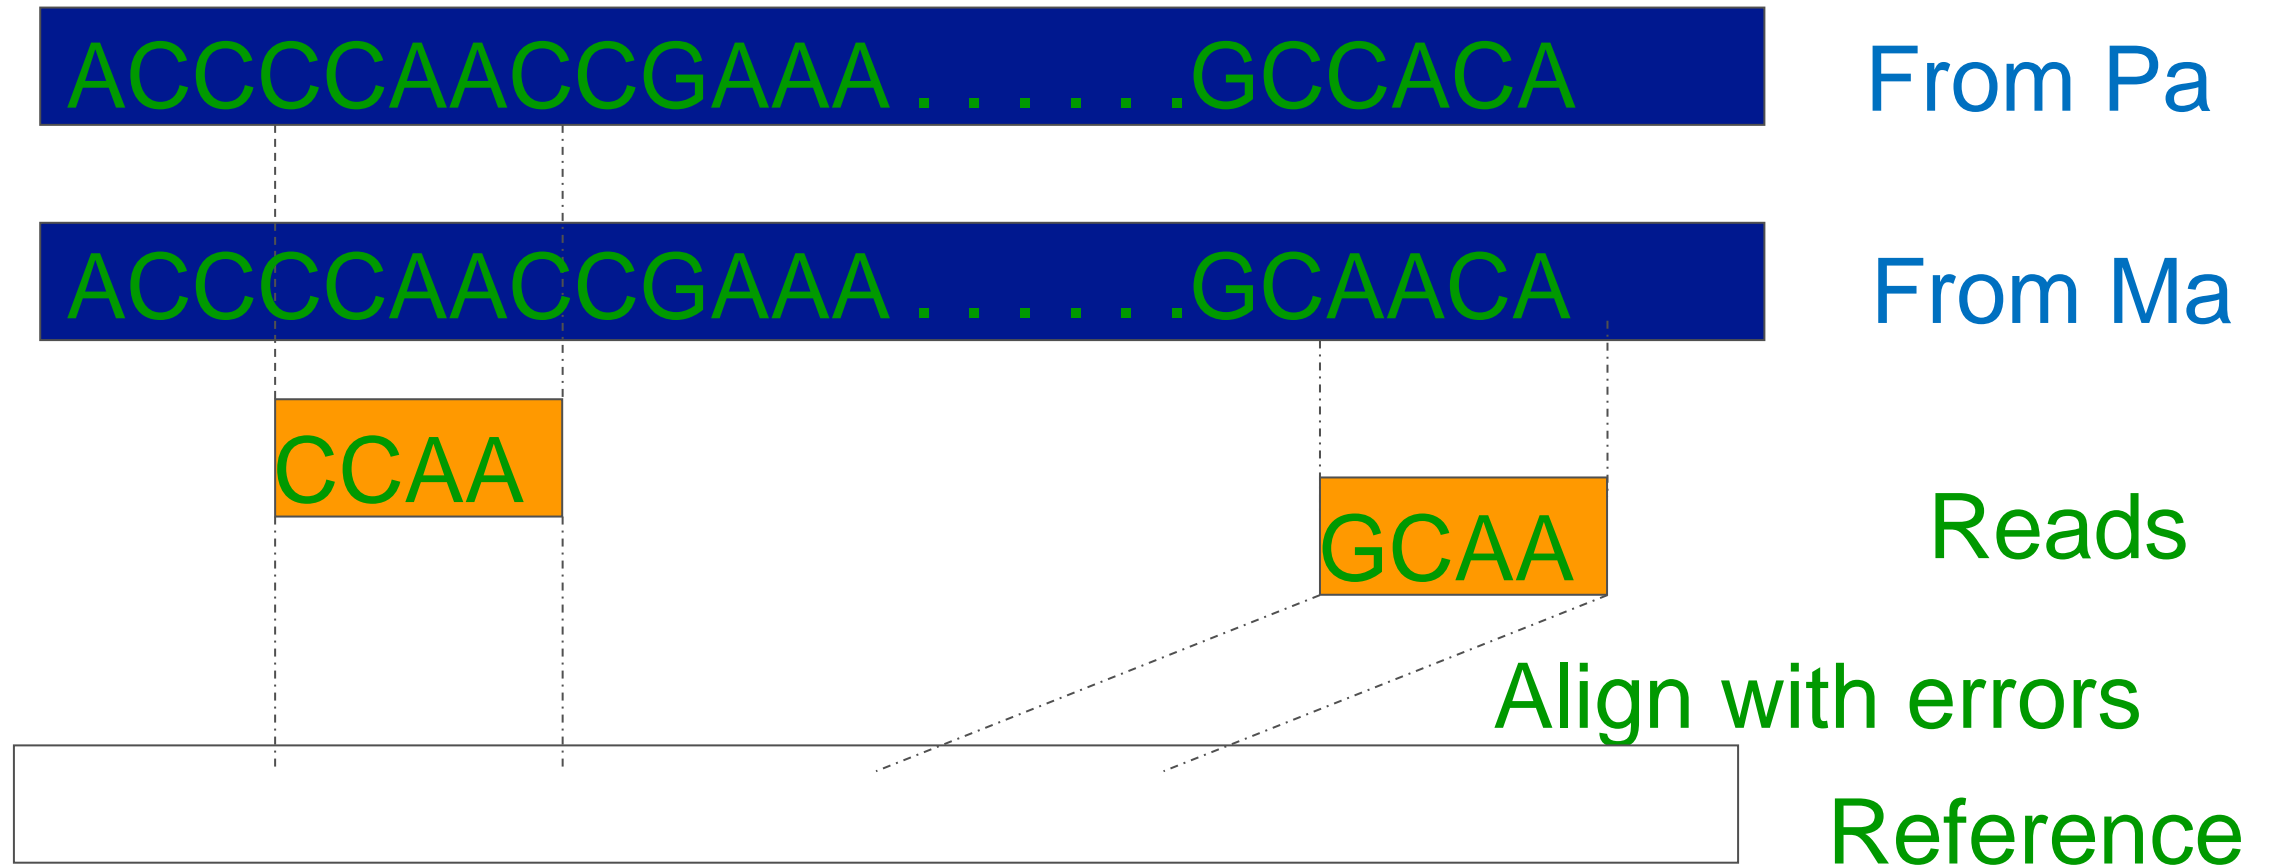 ACCCCAACCGAAA . . . . . .GCCACA From Pa
ACCCCAACCGAAA . . . . . .GCAACA From Ma
CCAA
GCAA Reads
Align with errors
Reference